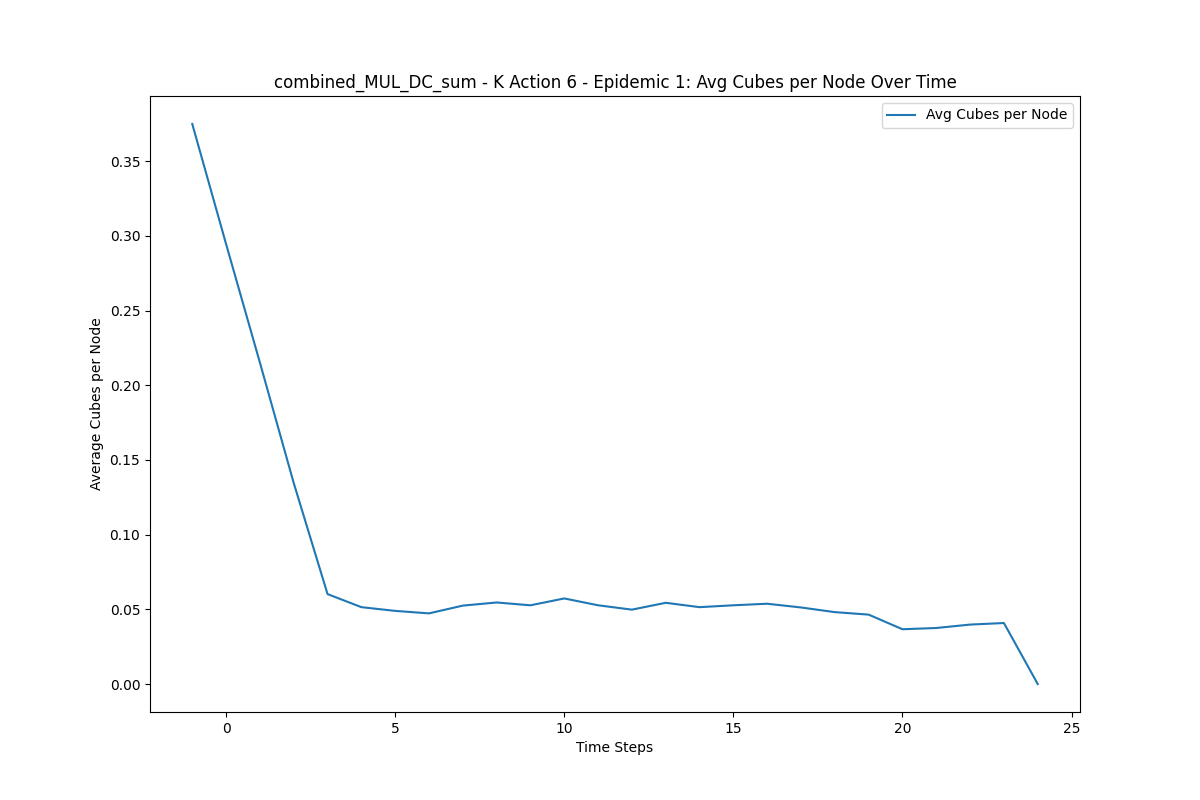 combined_MUL_DC_sum - K Action 6 - Epidemic 1: Avg Cubes per Node Over Time
Avg Cubes per Node
0.35
0.30
0.25
0.20
0.15
0.10
0.05
0.00
Average Cubes per Node
0 5 10 15 20 25
Time Steps